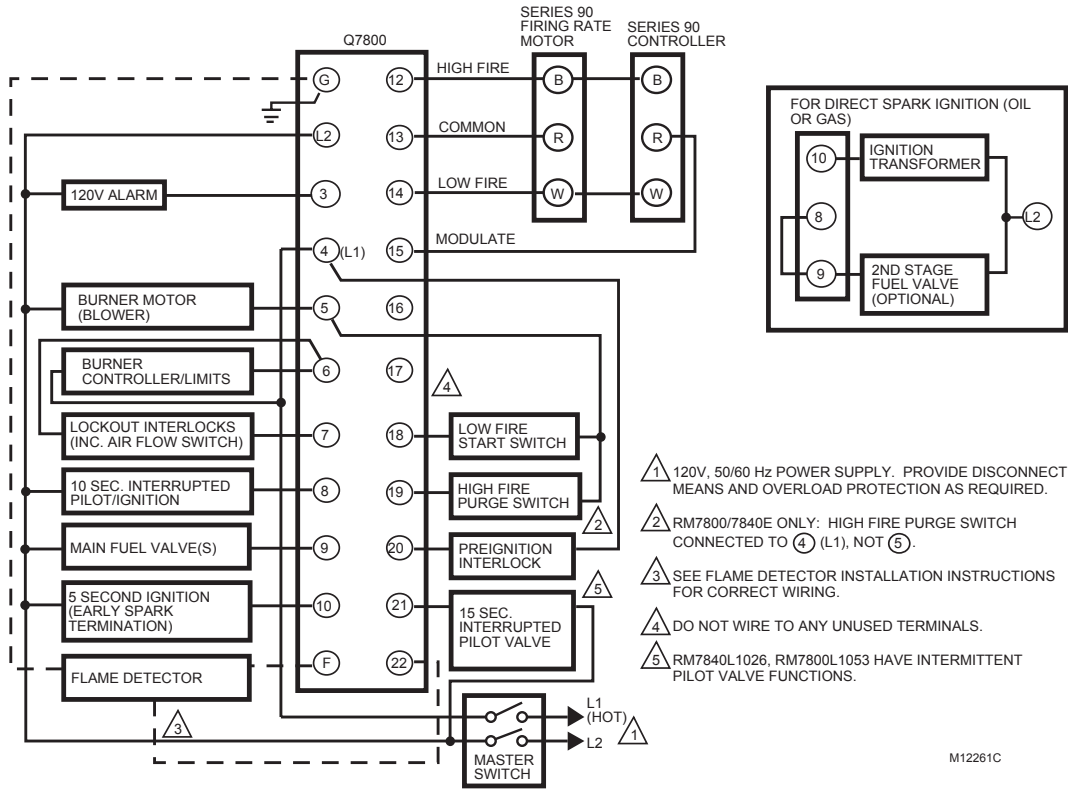 Q7800
SERIES 90
FIRING RATE
MOTOR
SERIES 90
CONTROLLER
G
12
HIGH FIRE
B
B
L2
13
COMMON
R
R
120V ALARM
3
14
LOW FIRE
W
W
4
(L1)
15
MODULATE
BURNER MOTOR
(BLOWER)
5
16
BURNER
CONTROLLER/LIMITS
6
17
4
LOCKOUT INTERLOCKS
(INC. AIR FLOW SWITCH)
7
18
LOW FIRE
START SWITCH
10 SEC. INTERRUPTED
PILOT/IGNITION
8
19
HIGH FIRE
PURGE SWITCH
2
MAIN FUEL VALVE(S)
9
20
PREIGNITION
INTERLOCK
5
5 SECOND IGNITION
(EARLY SPARK
TERMINATION)
10
21
15 SEC.
INTERRUPTED
PILOT VALVE
FLAME DETECTOR
F
22
3
L1
(HOT)
1
L2
MASTER
SWITCH
FOR DIRECT SPARK IGNITION (OIL
OR GAS)
10
IGNITION
TRANSFORMER
8
L2
9
2ND STAGE
FUEL VALVE
(OPTIONAL)
1 120V, 50/60 Hz POWER SUPPLY. PROVIDE DISCONNECT
MEANS AND OVERLOAD PROTECTION AS REQUIRED.
2 RM7800/7840E ONLY: HIGH FIRE PURGE SWITCH
CONNECTED TO 4 (L1), NOT 5.
3 SEE FLAME DETECTOR INSTALLATION INSTRUCTIONS
FOR CORRECT WIRING.
4 DO NOT WIRE TO ANY UNUSED TERMINALS.
5 RM7840L1026, RM7800L1053 HAVE INTERMITTENT
PILOT VALVE FUNCTIONS.
M12261C